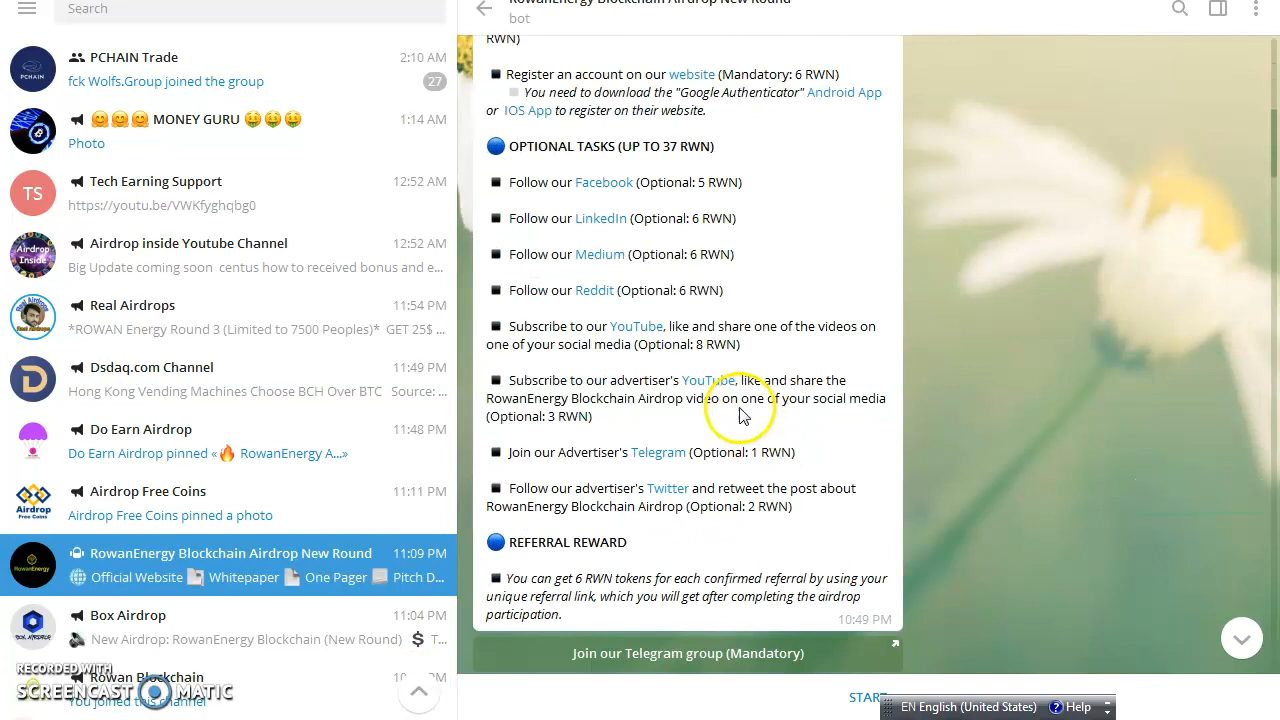 Search
PCHAIN Trade 2:10 AM
fck Wolfs.Group joined the group 27
PCHAIN
🤗🤗🤗 MONEY GURU 🤑🤑🤑 1:14 AM
Photo
TS
Tech Earning Support 12:52 AM
https://youtu.be/VWKfyghqbg0
Airdrop inside Youtube Channel 12:52 AM
Big Update coming soon centus how to received bonus and e...
Airdrop
Inside
Real Airdrops 11:54 PM
*ROWAN Energy Round 3 (Limited to 7500 Peoples)* GET 25$ ...
Dsdaq.com Channel 11:49 PM
Hong Kong Vending Machines Choose BCH Over BTC Source: ...
Do Earn Airdrop 11:48 PM
Do Earn Airdrop pinned «🔥 RowanEnergy A...»
Airdrop Free Coins 11:11 PM
Airdrop Free Coins pinned a photo
Airdrop
Free Coins
RowanEnergy Blockchain Airdrop New Round 11:09 PM
🌐 Official Website Whitepaper One Pager Pitch D...
RowanEnergy
Box Airdrop 11:04 PM
New Airdrop: RowanEnergy Blockchain (New Round) $ T...
BOX AIRDROP
Rowan Blockchain
You joined this channel
RECORDED WITH
SCREENCAST MATIC
RowanEnergy Blockchain Airdrop New Round
bot
RWN)
Register an account on our website (Mandatory: 6 RWN)
You need to download the "Google Authenticator" Android App
or IOS App to register on their website.
OPTIONAL TASKS (UP TO 37 RWN)
Follow our Facebook (Optional: 5 RWN)
Follow our LinkedIn (Optional: 6 RWN)
Follow our Medium (Optional: 6 RWN)
Follow our Reddit (Optional: 6 RWN)
Subscribe to our YouTube, like and share one of the videos on
one of your social media (Optional: 8 RWN)
Subscribe to our advertiser's YouTube, like and share the
RowanEnergy Blockchain Airdrop video on one of your social media
(Optional: 3 RWN)
Join our Advertiser's Telegram (Optional: 1 RWN)
Follow our advertiser's Twitter and retweet the post about
RowanEnergy Blockchain Airdrop (Optional: 2 RWN)
REFERRAL REWARD
You can get 6 RWN tokens for each confirmed referral by using your
unique referral link, which you will get after completing the airdrop
participation.
10:49 PM
Join our Telegram group (Mandatory)
START
EN English (United States) Help